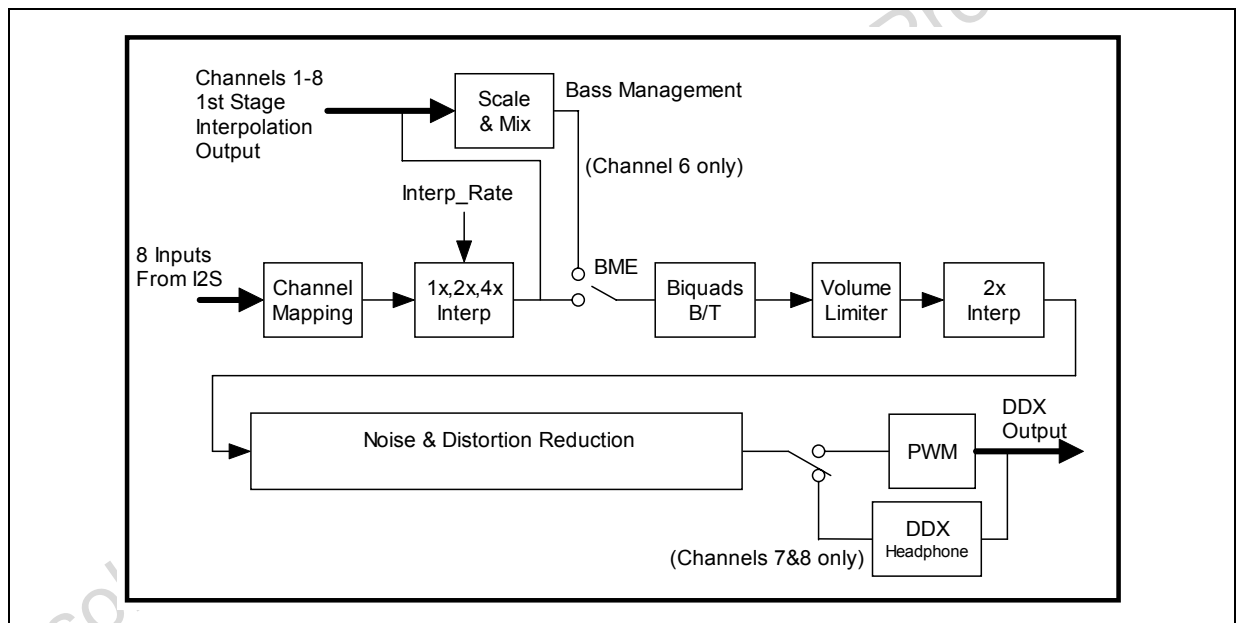 Channels 1-8
1st Stage
Interpolation
Output
Scale
& Mix
Bass Management
(Channel 6 only)
Interp_Rate
8 Inputs
From I2S
Channel
Mapping
1x,2x,4x
Interp
BME
Biquads
B/T
Volume
Limiter
2x
Interp
Noise & Distortion Reduction
PWM
DDX
Output
DDX
Headphone
(Channels 7&8 only)